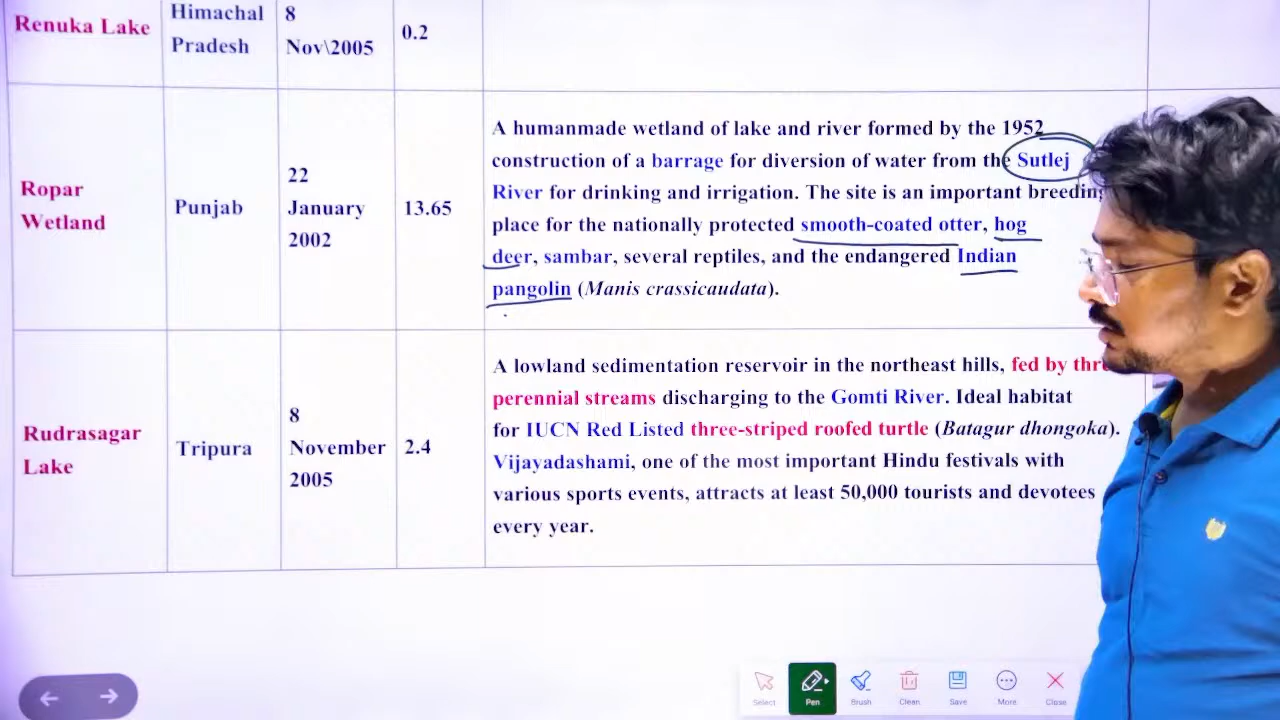 Renuka Lake
Himachal
Pradesh
8
Nov\2005
0.2
Ropar
Wetland
Punjab
22
January
2002
13.65
A humanmade wetland of lake and river formed by the 1952
construction of a barrage for diversion of water from the Sutlej
River for drinking and irrigation. The site is an important breeding
place for the nationally protected smooth-coated otter, hog
deer, sambar, several reptiles, and the endangered Indian
pangolin (Manis crassicaudata).
Rudrasagar
Lake
Tripura
8
November
2005
2.4
A lowland sedimentation reservoir in the northeast hills, fed by
perennial streams discharging to the Gomti River. Ideal habitat
for IUCN Red Listed three-striped roofed turtle (Batagur dhongoka).
Vijayadashami, one of the most important Hindu festivals with
various sports events, attracts at least 50,000 tourists and devotees
every year.
Select
Pen
Brush
Clean
Save
More
Close